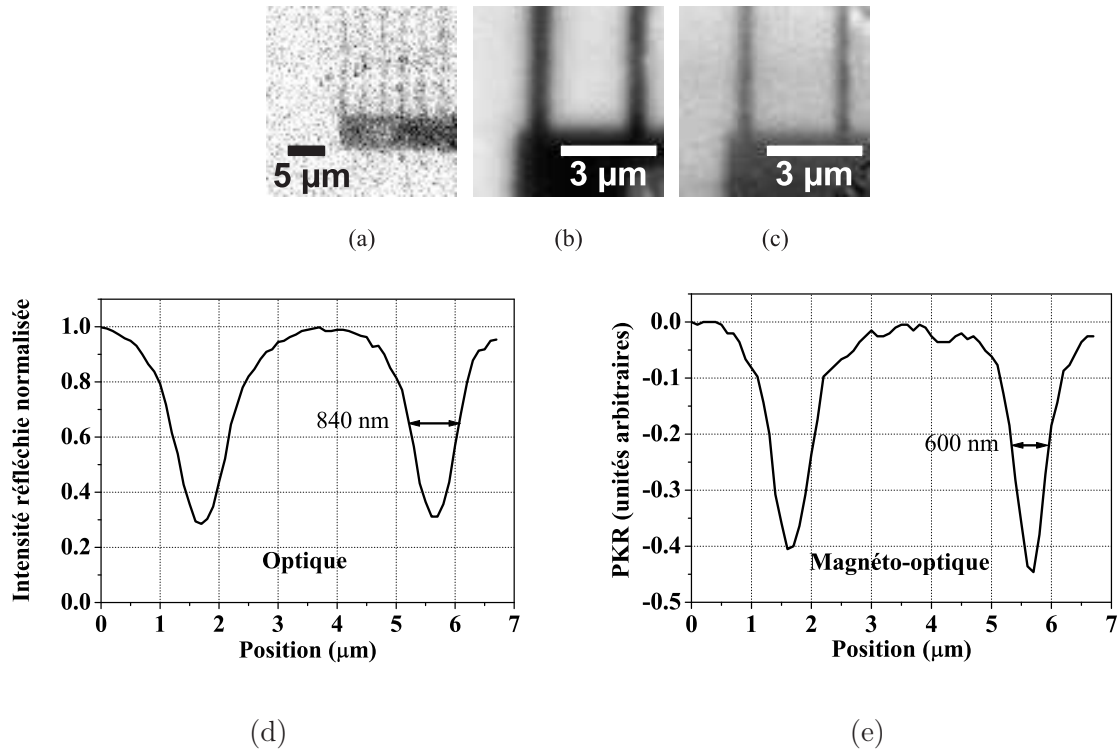 5 µm
3 µm
3 µm
(a)
(b)
(c)
Intensité réfléchie normalisée
1.0
0.8
0.6
0.4
0.2
0.0
840 nm
Optique
0 1 2 3 4 5 6 7
Position (µm)
(d)
PKR (unités arbitraires)
0.0
-0.1
-0.2
-0.3
-0.4
-0.5
600 nm
Magnéto-optique
0 1 2 3 4 5 6 7
Position (µm)
(e)